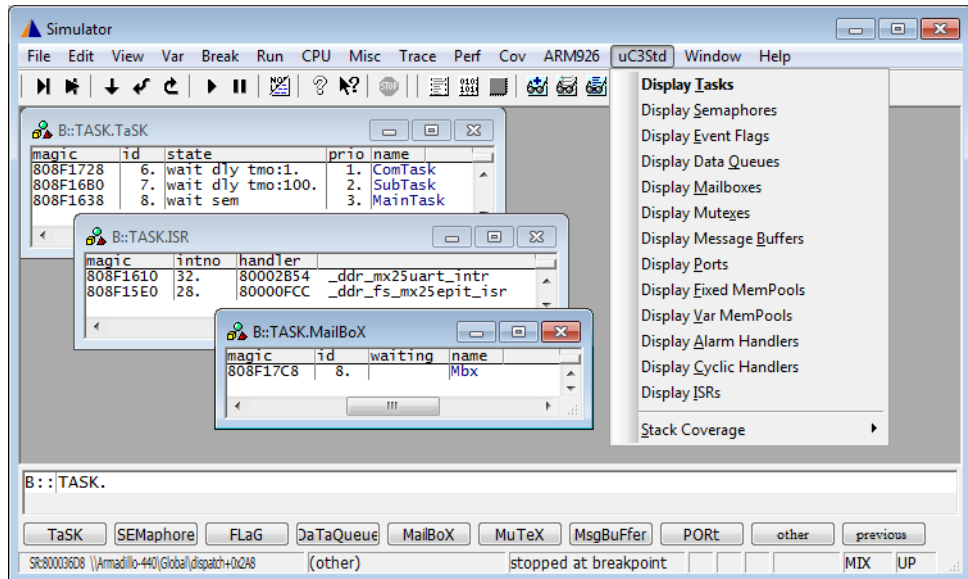 Simulator
File Edit View Var Break Run CPU Misc Trace Perf Cov ARM926 uC3Std Window Help
B::TASK.TaSK
magic id state prio name
808F1728 6. wait dly tmo:1. 1. ComTask
808F16B0 7. wait dly tmo:100. 2. SubTask
808F1638 8. wait sem 3. MainTask
B::TASK.ISR
magic intno handler
808F1610 32. 80002B54 _ddr_mx25uart_intr
808F15E0 28. 80000FCC _ddr_fs_mx25epit_isr
B::TASK.MailBoX
magic id waiting name
808F17C8 8. Mbx
Display Tasks
Display Semaphores
Display Event Flags
Display Data Queues
Display Mailboxes
Display Mutexes
Display Message Buffers
Display Ports
Display Fixed MemPools
Display Var MemPools
Display Alarm Handlers
Display Cyclic Handlers
Display ISRs
Stack Coverage
B::TASK.
TaSK SEMaphore FLaG DaTaQueue MailBoX MuTeX MsgBuFfer PORt other previous
SR:800036D8 \\Armadillo-440\Global\dispatch+0x2A8 (other) stopped at breakpoint MIX UP